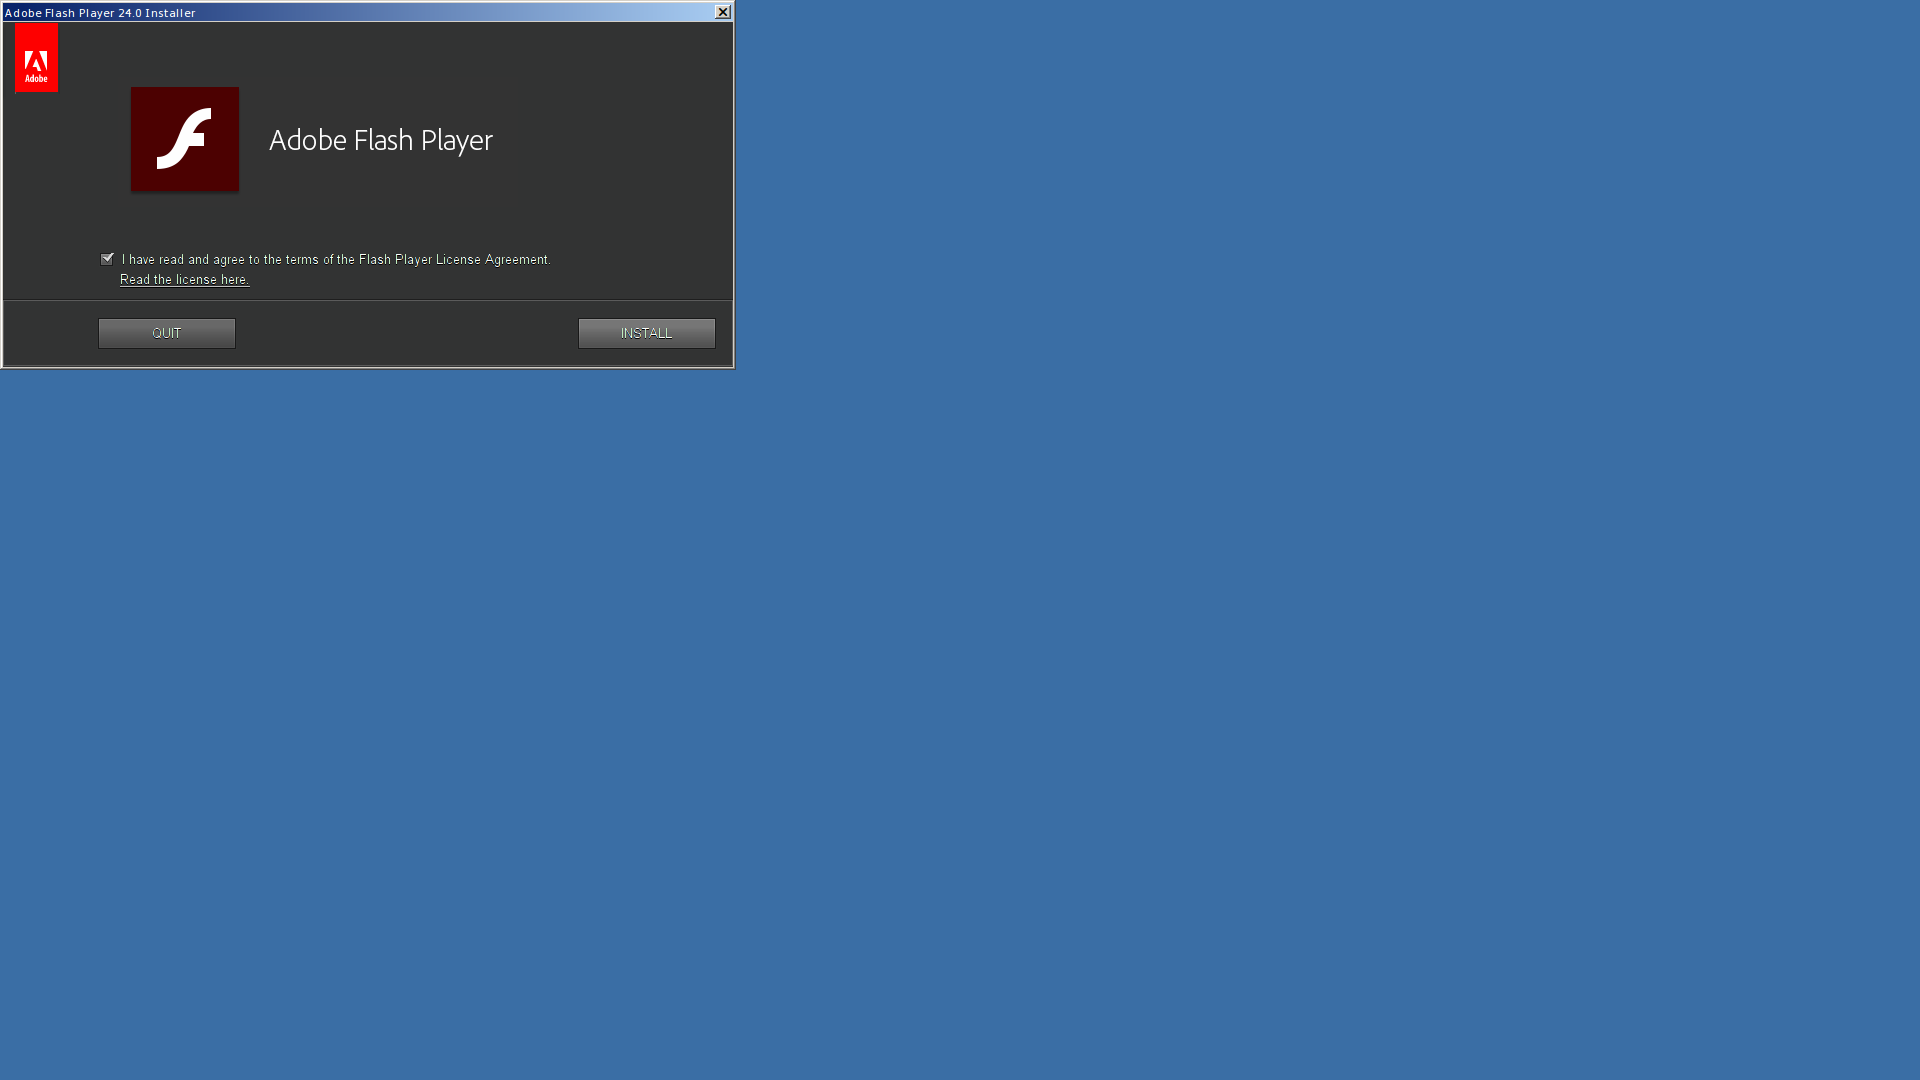 Adobe Flash Player 24.0 Installer
Adobe
Adobe Flash Player
I have read and agree to the terms of the Flash Player License Agreement.
Read the license here.
QUIT
INSTALL